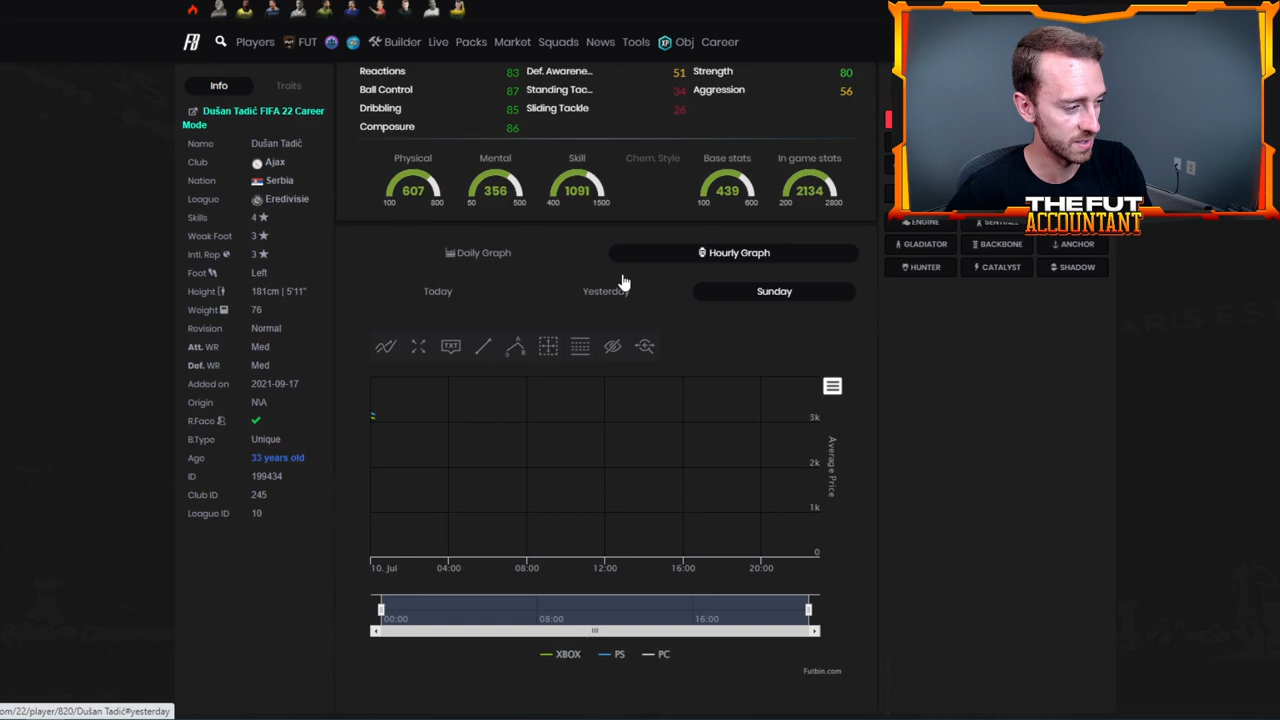 F8 Players FUT Builder Live Packs Market Squads News Tools XP Obj Career
Info Traits
Dušan Tadić FIFA 22 Career
Mode
Name Dušan Tadić
Club Ajax
Nation Serbia
League Eredivisie
Skills 4★
Weak Foot 3★
Intl. Rep 3★
Foot Left
Height 181cm | 5'11"
Weight 76
Revision Normal
Att. WR Med
Def. WR Med
Added on 2021-09-17
Origin N\A
R.Face
B.Type Unique
Age 33 years old
ID 199434
Club ID 245
League ID 10
Reactions 83 Def. Awarene... 51 Strength 80
Ball Control 87 Standing Tac... 34 Aggression 56
Dribbling 85 Sliding Tackle 26
Composure 86
Physical Mental Skill Chem. Style Base stats In game stats
607 356 1091 439 2134
100 800 50 500 400 1500 100 600 200 2800
Daily Graph Hourly Graph
Today Yesterday Sunday
TXT
3k
2k
1k
0
Average Price
10. Jul 04:00 08:00 12:00 16:00 20:00
00:00 08:00 16:00
XBOX PS PC
Futbin.com
THE FUT
ACCOUNTANT
ENGINE
GLADIATOR BACKBONE ANCHOR
HUNTER CATALYST SHADOW
com/22/player/820/Dušan Tadić#yesterday